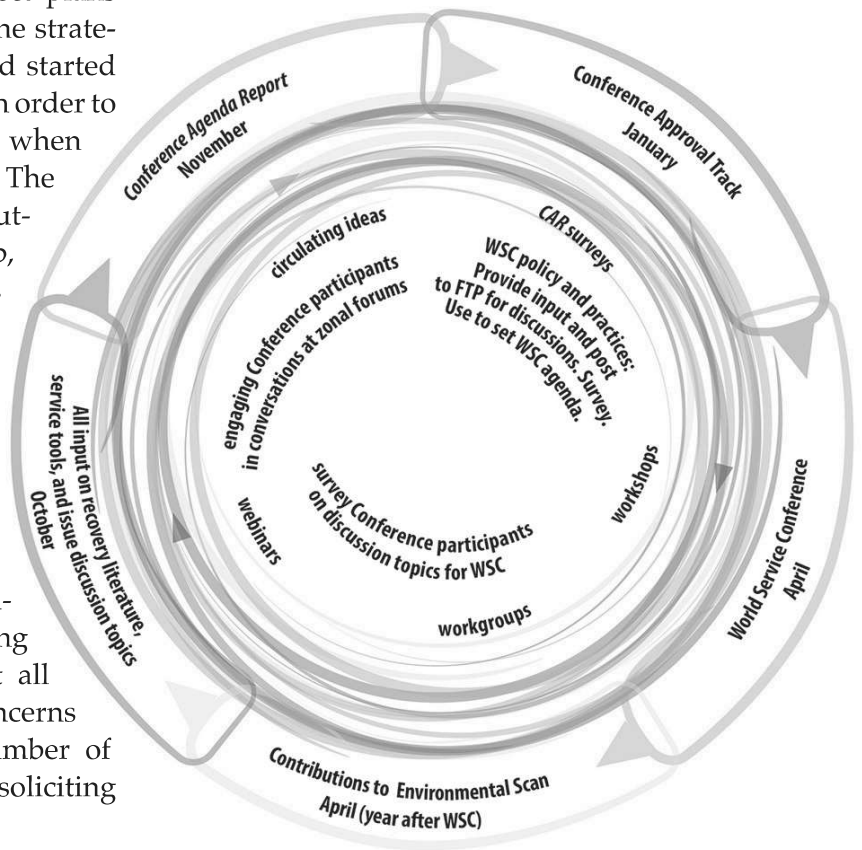 plans
ne strate-
d started
n order to
when
The
ut-
ng
t all
ncerns
umber of
soliciting
Conference Agenda Report
November
Conference Approval Track
January
World Service Conference
April
Contributions to Environmental Scan
April (year after WSC)
All input on recovery literature,
service tools, and issue discussion topics
October
circulating ideas
engaging Conference participants
in conversations at zonal forums
CAR surveys
WSC policy and practices:
Provide input and post
to FTP for discussions. Survey.
Use to set WSC agenda.
workshops
survey Conference participants
on discussion topics for WSC
webinars
workgroups